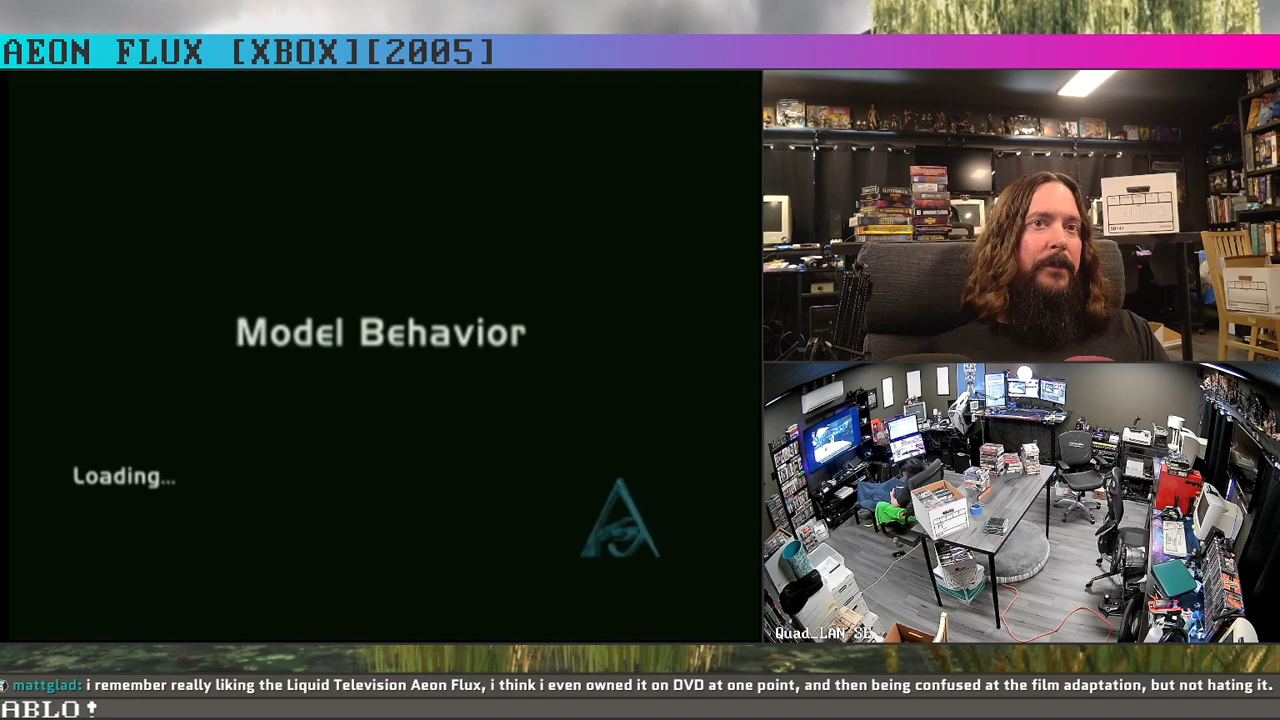 AEON FLUX [XBOX][2005]
Model Behavior
Loading...
Quad_LAN SE
mattglad: i remember really liking the Liquid Television Aeon Flux, i think i even owned it on DVD at one point, and then being confused at the film adaptation, but not hating it.
ABLO!